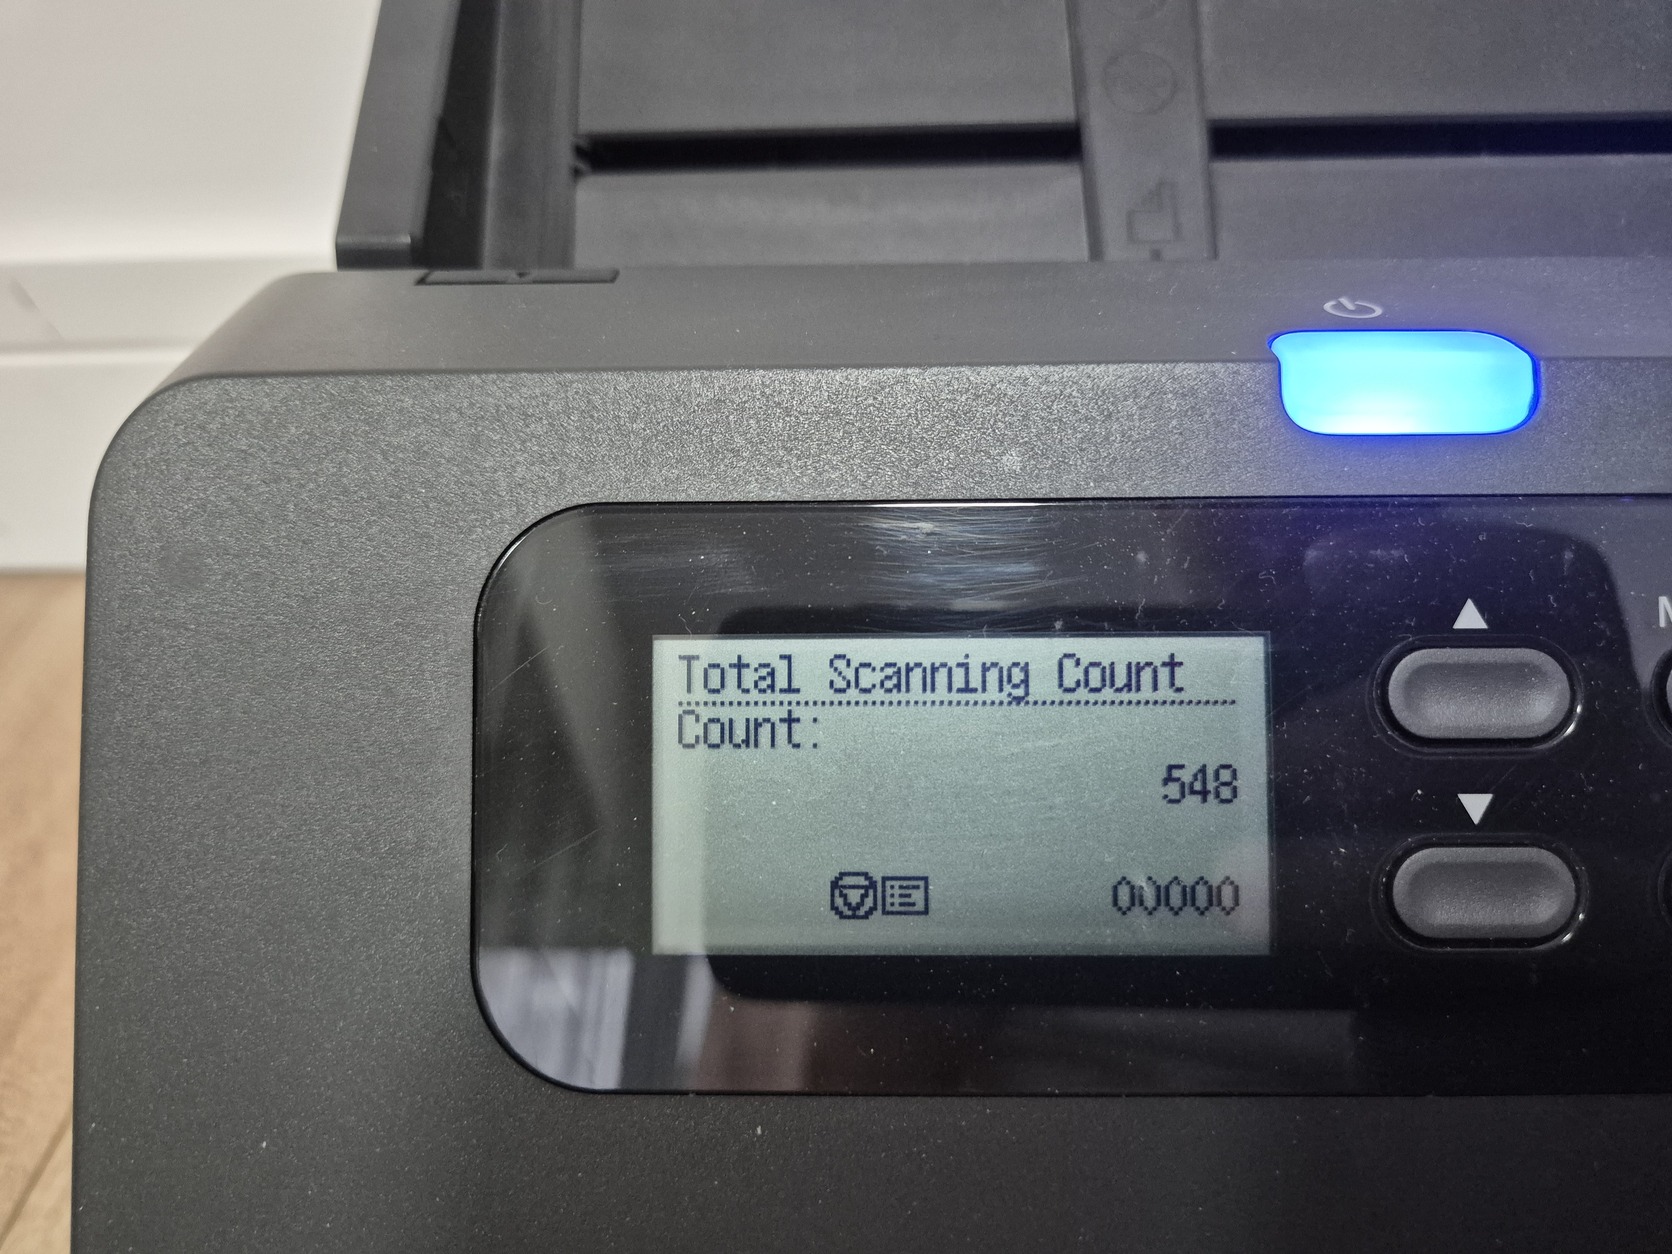 Total Scanning Count
Count:
548
00000
M